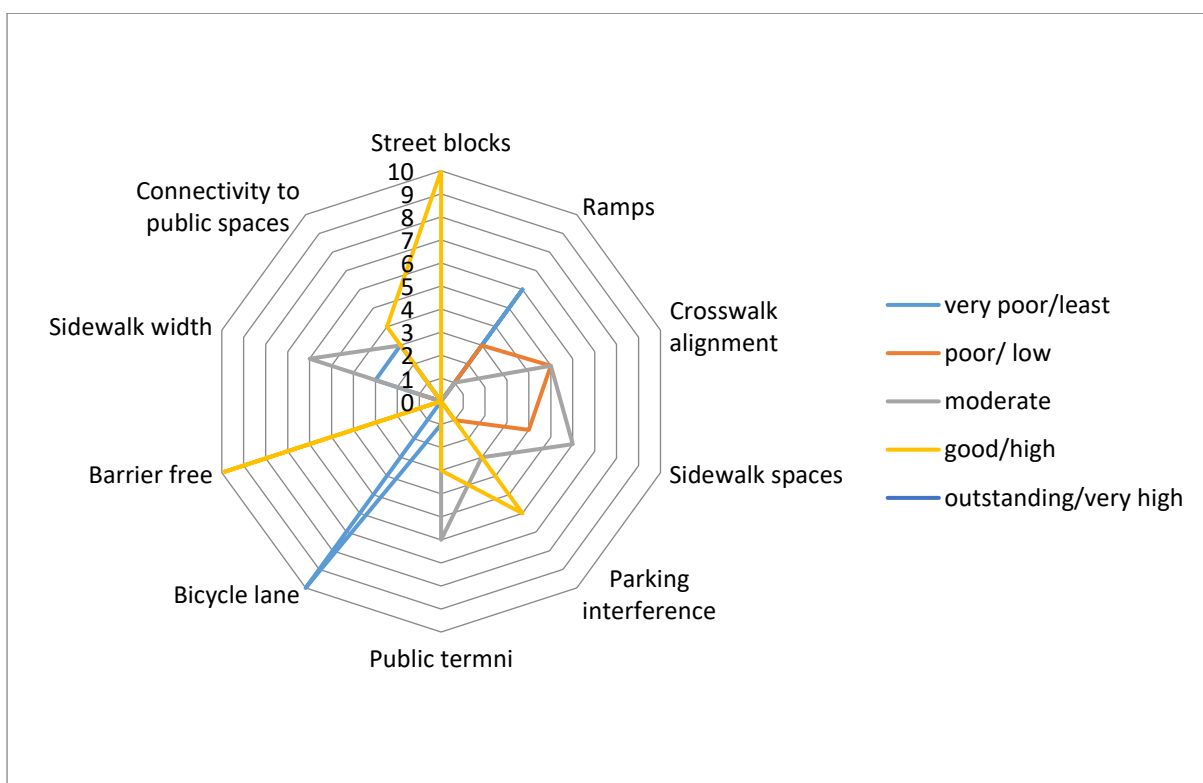 Street blocks
10
9
8
7
6
5
4
3
2
1
0
Ramps
Crosswalk
alignment
Sidewalk spaces
Parking
interference
Public termni
Bicycle lane
Barrier free
Sidewalk width
Connectivity to
public spaces
very poor/least
poor/ low
moderate
good/high
outstanding/very high